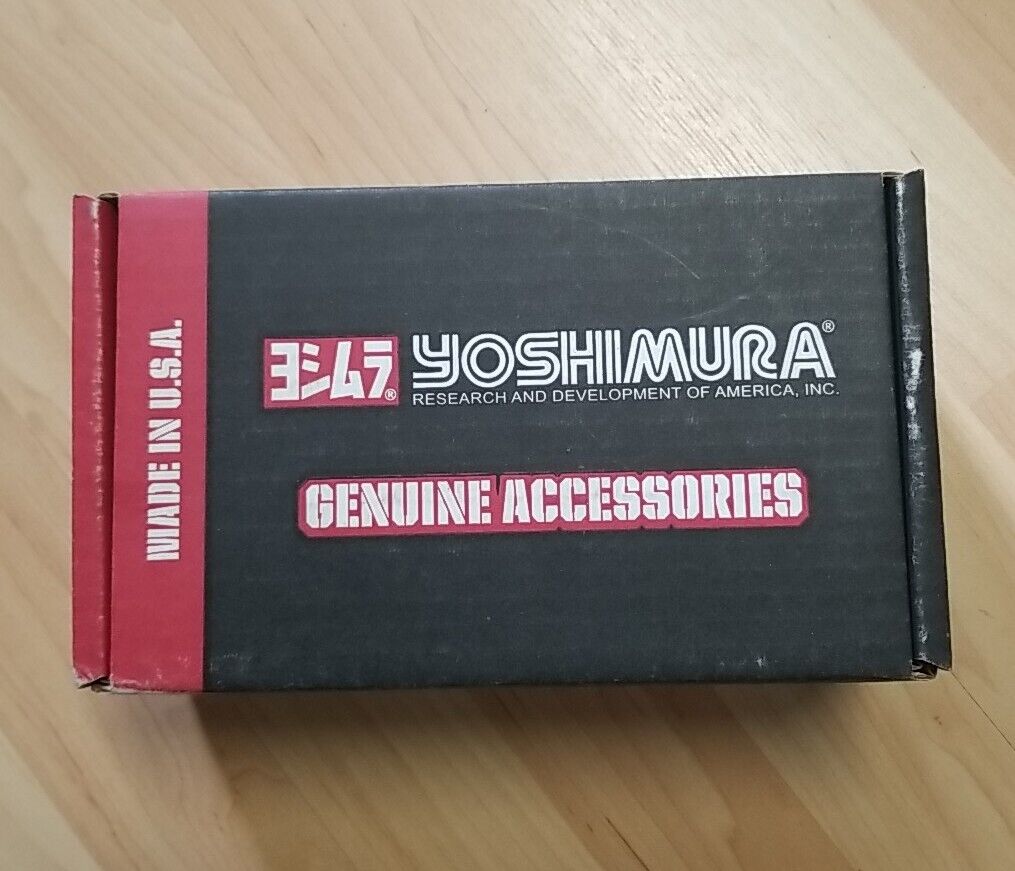 MADE IN U.S.A.
ヨシムラ® YOSHIMURA®
RESEARCH AND DEVELOPMENT OF AMERICA, INC.
GENUINE ACCESSORIES